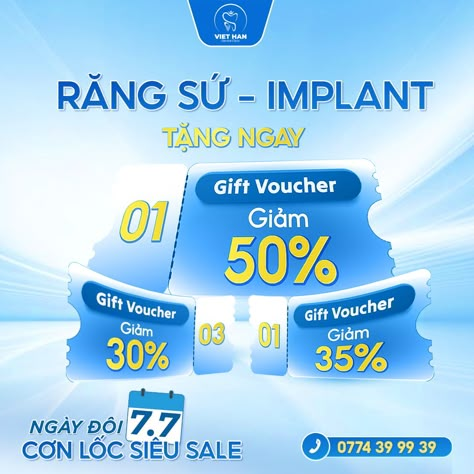 VIET HAN
RĂNG SỨ - IMPLANT
TẶNG NGAY
01
Gift Voucher
Giảm
50%
Gift Voucher
Giảm
30%
03
01
Gift Voucher
Giảm
35%
NGÀY ĐÔI
7.7
CƠN LỐC SIÊU SALE
0774 39 99 39